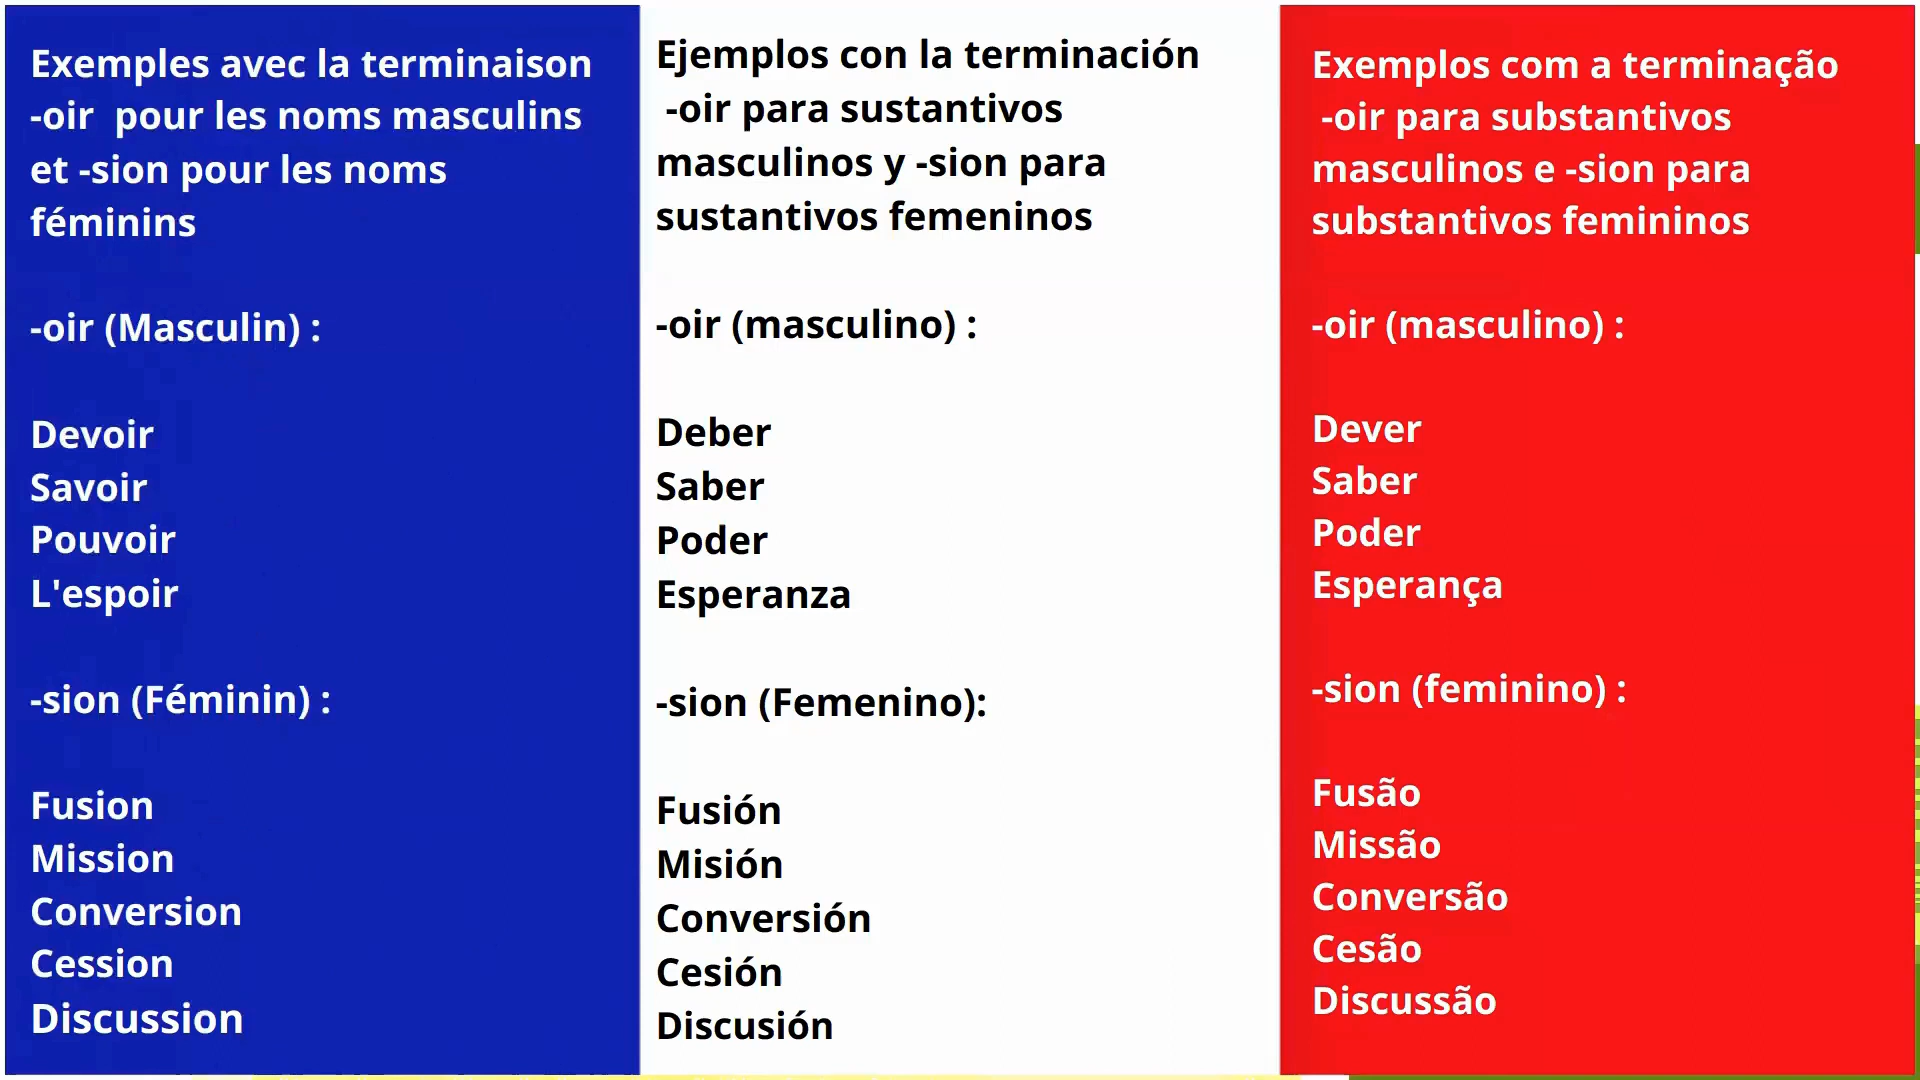 Exemples avec la terminaison
-oir pour les noms masculins
et -sion pour les noms
féminins
-oir (Masculin) :
Devoir
Savoir
Pouvoir
L'espoir
-sion (Féminin) :
Fusion
Mission
Conversion
Cession
Discussion
Ejemplos con la terminación
-oir para sustantivos
masculinos y -sion para
sustantivos femeninos
-oir (masculino) :
Deber
Saber
Poder
Esperanza
-sion (Femenino):
Fusión
Misión
Conversión
Cesión
Discusión
Exemplos com a terminação
-oir para substantivos
masculinos e -sion para
substantivos femininos
-oir (masculino) :
Dever
Saber
Poder
Esperança
-sion (feminino) :
Fusão
Missão
Conversão
Cesão
Discussão